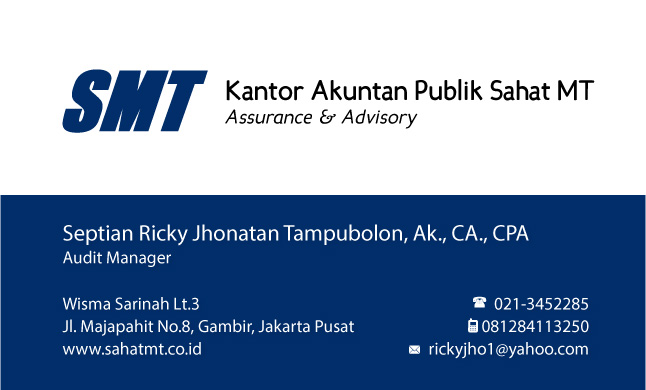 SMT
Kantor Akuntan Publik Sahat MT
Assurance & Advisory
Septian Ricky Jhonatan Tampubolon, Ak., CA., CPA
Audit Manager
Wisma Sarinah Lt.3
Jl. Majapahit No.8, Gambir, Jakarta Pusat
www.sahatmt.co.id
021-3452285
081284113250
rickyjho1@yahoo.com